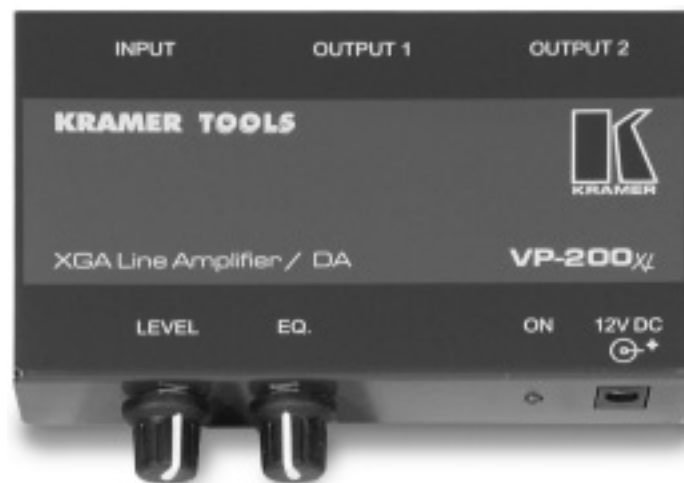 INPUT OUTPUT 1 OUTPUT 2
KRAMER TOOLS
K
KRAMER
XGA Line Amplifier / DA VP-200XL
LEVEL EQ. ON 12V DC